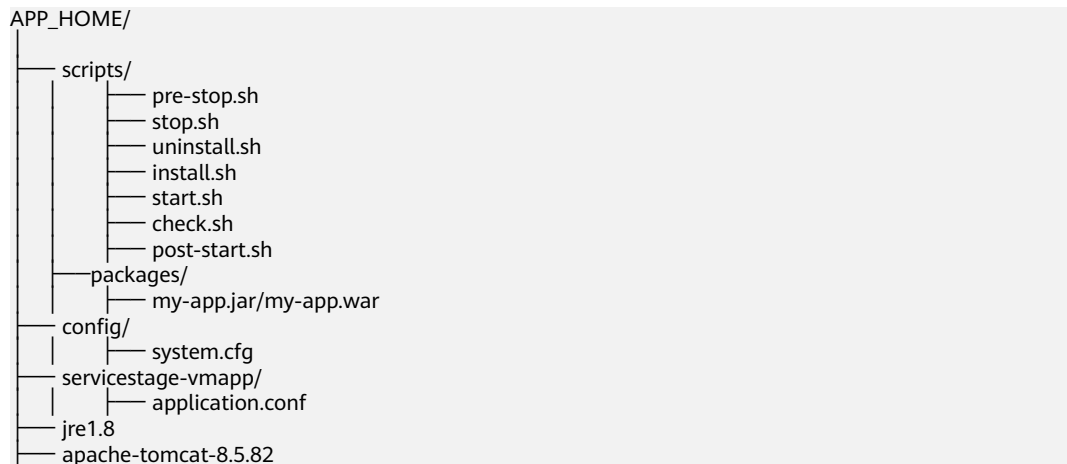 APP_HOME/
scripts/
pre-stop.sh
stop.sh
uninstall.sh
install.sh
start.sh
check.sh
post-start.sh
packages/
my-app.jar/my-app.war
config/
system.cfg
servicestage-vmapp/
application.conf
jre1.8
apache-tomcat-8.5.82